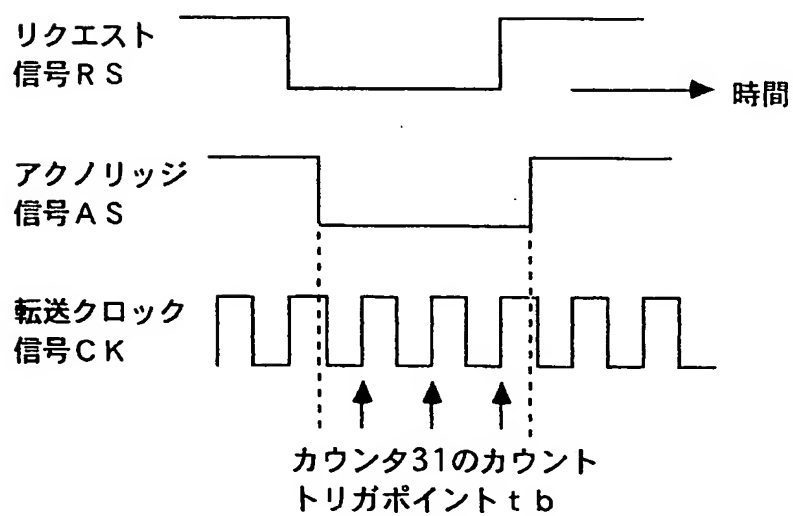 リクエスト
信号RS
時間
アクノリッジ
信号AS
転送クロック
信号CK
カウンタ31のカウント
トリガポイントtb